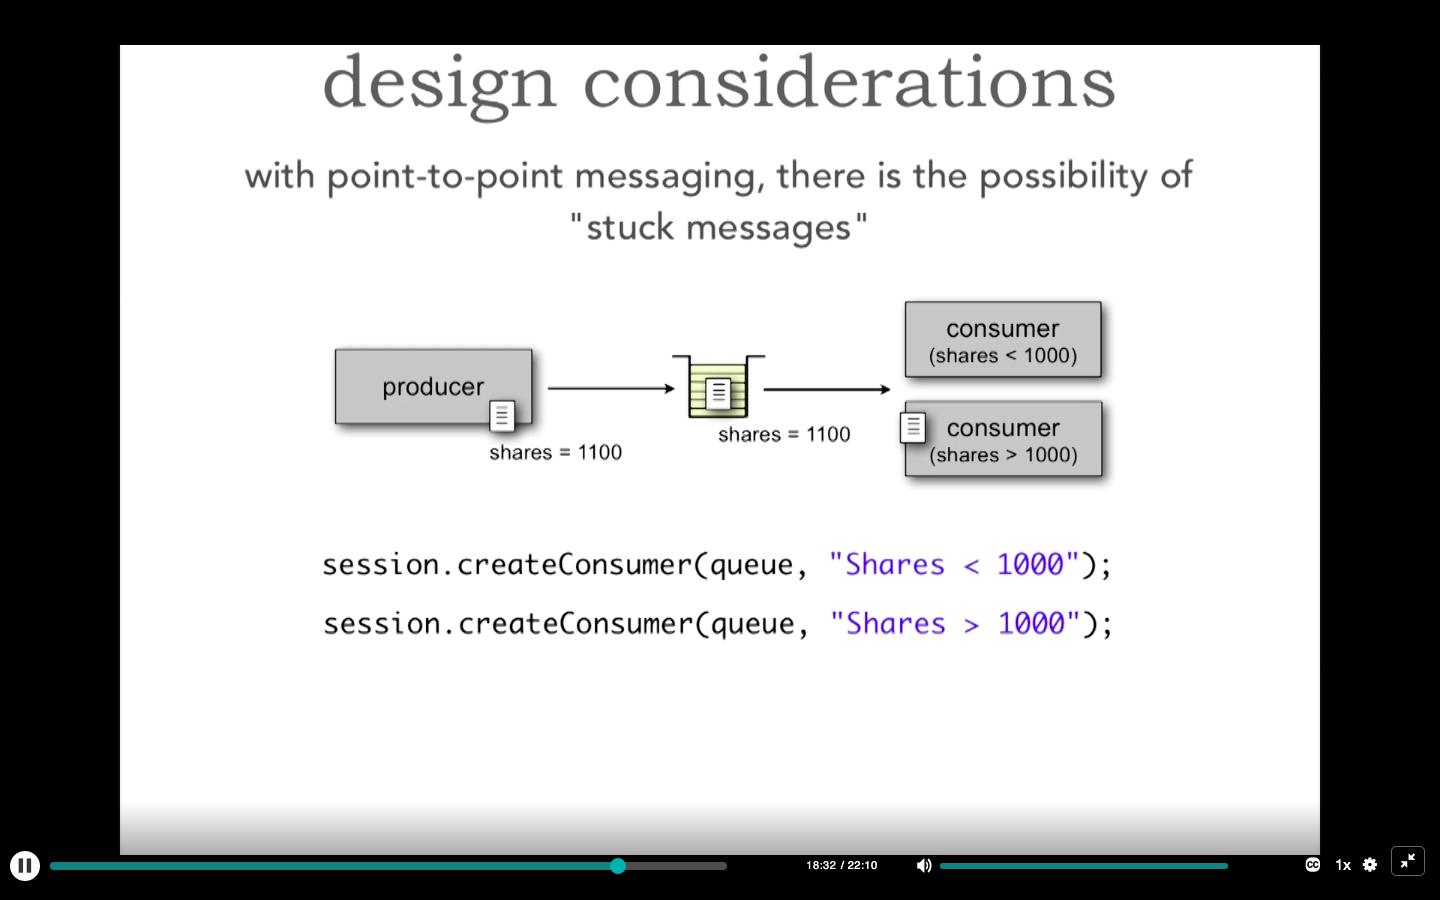 design considerations
with point-to-point messaging, there is the possibility of
"stuck messages"
consumer
(shares < 1000)
producer
shares = 1100
shares = 1100
consumer
(shares > 1000)
session.createConsumer(queue, "Shares < 1000");
session.createConsumer(queue, "Shares > 1000");
18:32 / 22:10
CC
1x